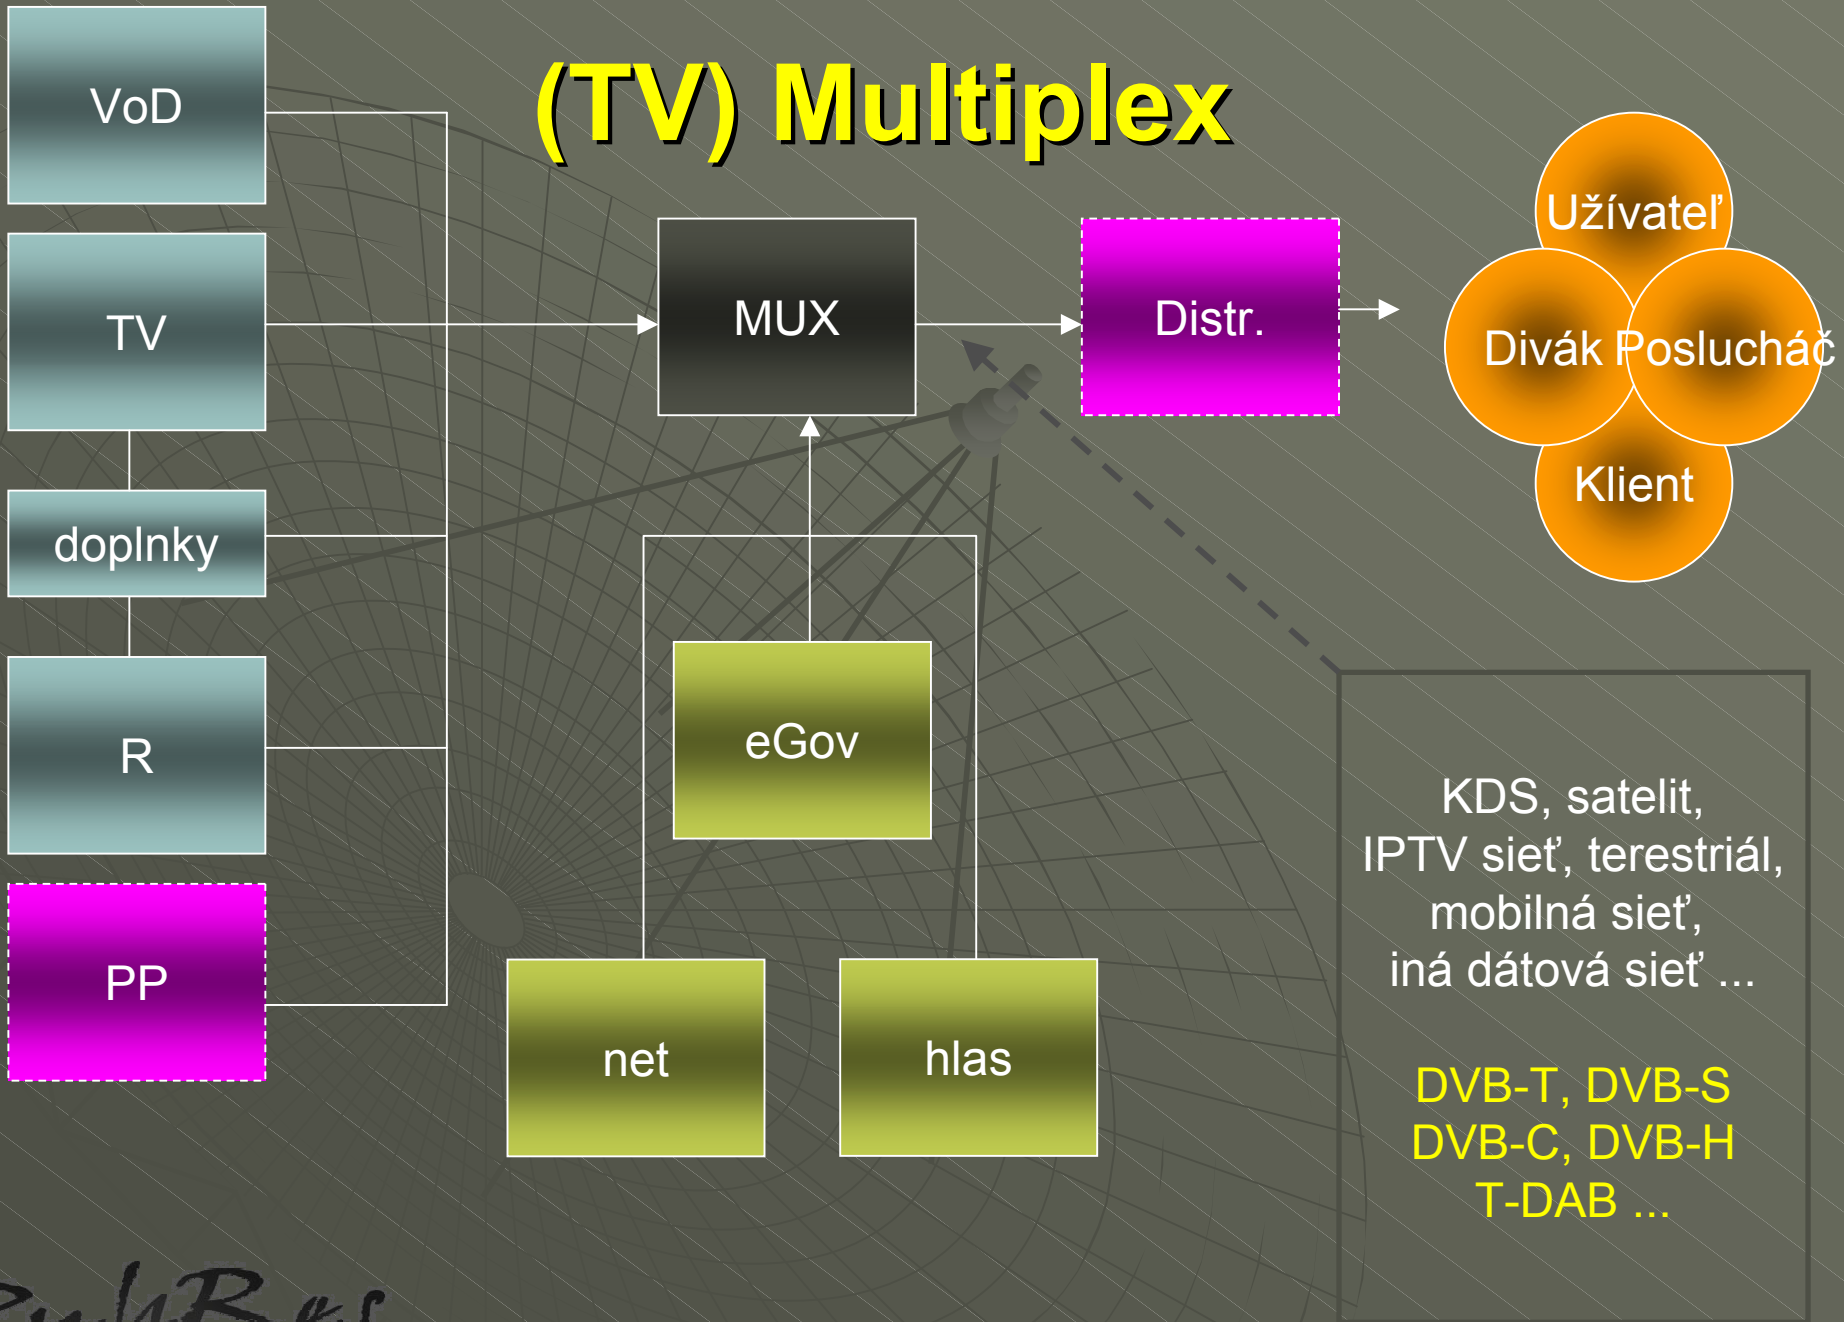 (TV) Multiplex
VoD
TV
doplnky
R
PP
MUX
Distr.
eGov
net
hlas
Užívateľ
Divák
Poslucháč
Klient
KDS, satelit,
IPTV sieť, terestriál,
mobilná sieť,
iná dátová sieť ...
DVB-T, DVB-S
DVB-C, DVB-H
T-DAB ...